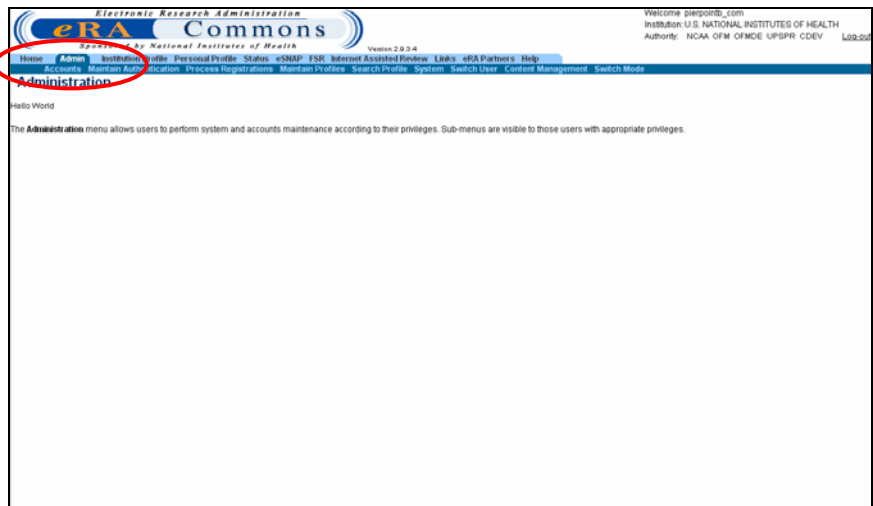 Electronic Research Administration
eRA Commons
Sponsored by National Institutes of Health
Version 2.9.3.4
Welcome pierpointb_com
Institution: U.S. NATIONAL INSTITUTES OF HEALTH
Authority: NCAA OFM OFMDE UPSPR CDEV Log-out
Home Admin Institution Profile Personal Profile Status eSNAP FSR Internet Assisted Review Links eRA Partners Help
Accounts Maintain Authentication Process Registrations Maintain Profiles Search Profile System Switch User Content Management Switch Mode
Administration
Hello World
The Administration menu allows users to perform system and accounts maintenance according to their privileges. Sub-menus are visible to those users with appropriate privileges.